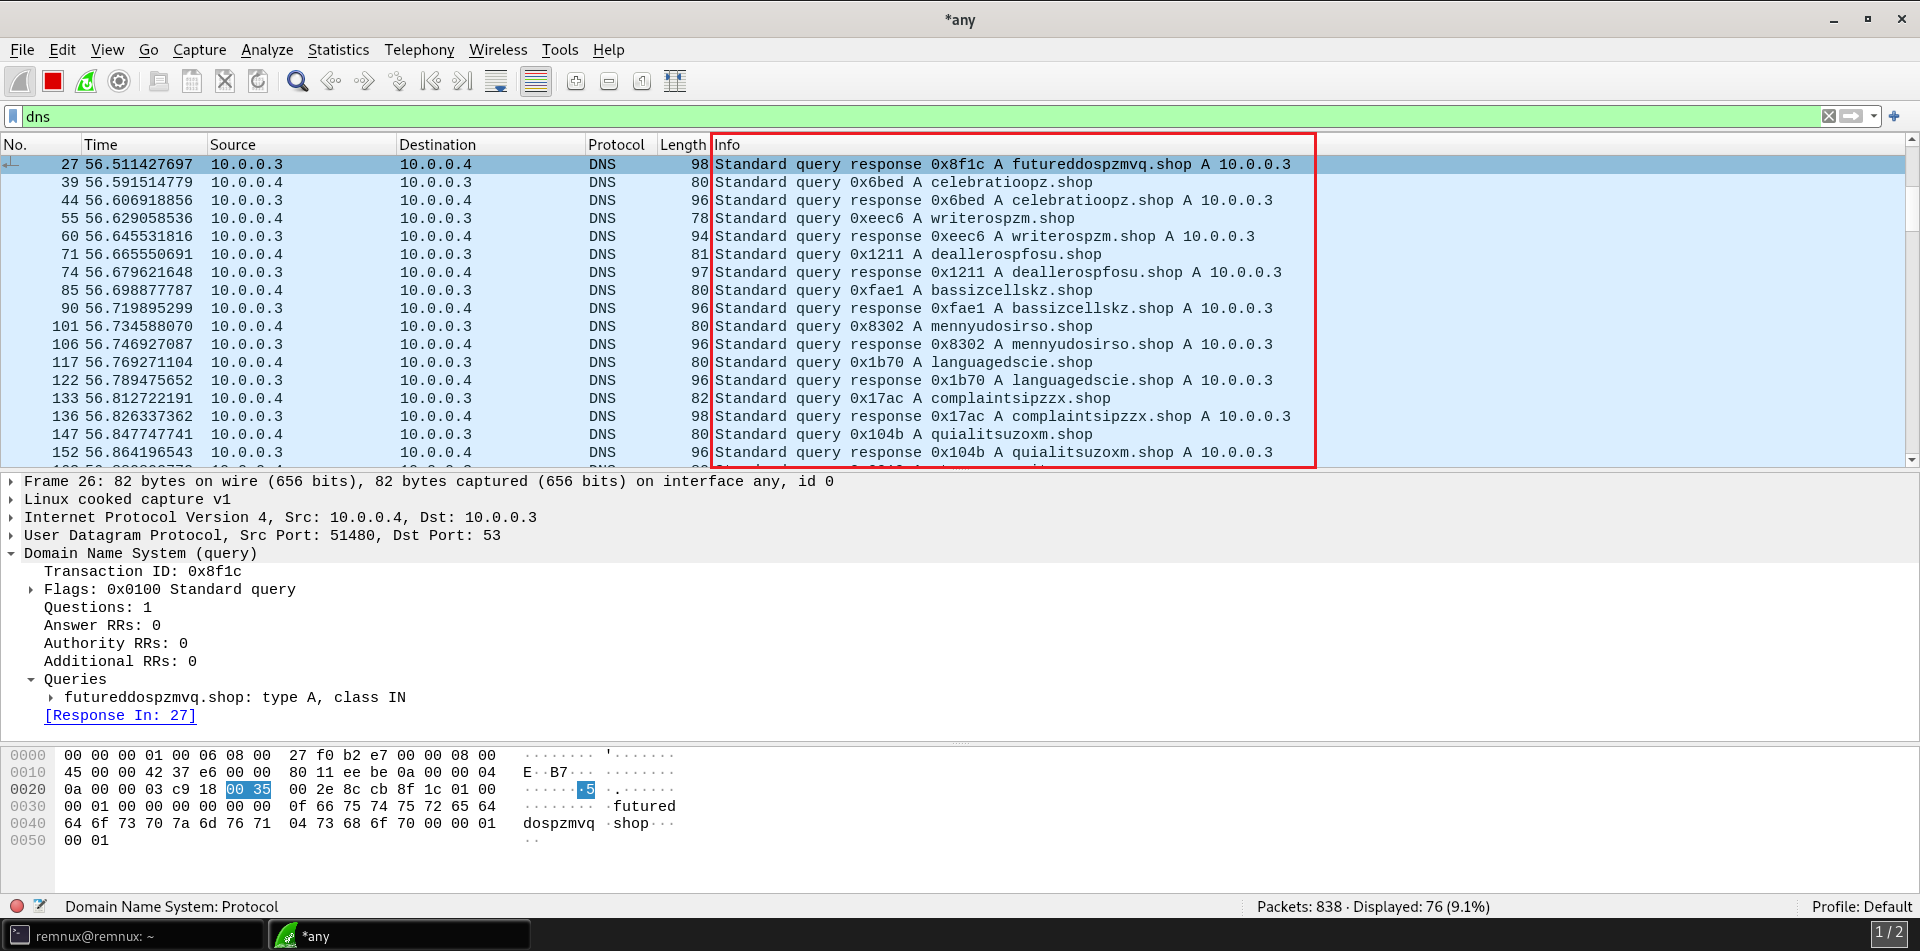 *any
File Edit View Go Capture Analyze Statistics Telephony Wireless Tools Help
dns
No. Time Source Destination Protocol Length Info
27 56.511427697 10.0.0.3 10.0.0.4 DNS 98 Standard query response 0x8f1c A futureddospzmvq.shop A 10.0.0.3
39 56.591514779 10.0.0.4 10.0.0.3 DNS 80 Standard query 0x6bed A celebratioopz.shop
44 56.606918856 10.0.0.3 10.0.0.4 DNS 96 Standard query response 0x6bed A celebratioopz.shop A 10.0.0.3
55 56.629058536 10.0.0.4 10.0.0.3 DNS 78 Standard query 0xeec6 A writerospzm.shop
60 56.645531816 10.0.0.3 10.0.0.4 DNS 94 Standard query response 0xeec6 A writerospzm.shop A 10.0.0.3
71 56.665550691 10.0.0.4 10.0.0.3 DNS 81 Standard query 0x1211 A deallerospfosu.shop
74 56.679621648 10.0.0.3 10.0.0.4 DNS 97 Standard query response 0x1211 A deallerospfosu.shop A 10.0.0.3
85 56.698877787 10.0.0.4 10.0.0.3 DNS 80 Standard query 0xfae1 A bassizcellskz.shop
90 56.719895299 10.0.0.3 10.0.0.4 DNS 96 Standard query response 0xfae1 A bassizcellskz.shop A 10.0.0.3
101 56.734588070 10.0.0.4 10.0.0.3 DNS 80 Standard query 0x8302 A mennyudosirso.shop
106 56.746927087 10.0.0.3 10.0.0.4 DNS 96 Standard query response 0x8302 A mennyudosirso.shop A 10.0.0.3
117 56.769271104 10.0.0.4 10.0.0.3 DNS 80 Standard query 0x1b70 A languagedscie.shop
122 56.789475652 10.0.0.3 10.0.0.4 DNS 96 Standard query response 0x1b70 A languagedscie.shop A 10.0.0.3
133 56.812722191 10.0.0.4 10.0.0.3 DNS 82 Standard query 0x17ac A complaintsipzzx.shop
136 56.826337362 10.0.0.3 10.0.0.4 DNS 98 Standard query response 0x17ac A complaintsipzzx.shop A 10.0.0.3
147 56.847747741 10.0.0.4 10.0.0.3 DNS 80 Standard query 0x104b A quialitsuzoxm.shop
152 56.864196543 10.0.0.3 10.0.0.4 DNS 96 Standard query response 0x104b A quialitsuzoxm.shop A 10.0.0.3
Frame 26: 82 bytes on wire (656 bits), 82 bytes captured (656 bits) on interface any, id 0
Linux cooked capture v1
Internet Protocol Version 4, Src: 10.0.0.4, Dst: 10.0.0.3
User Datagram Protocol, Src Port: 51480, Dst Port: 53
Domain Name System (query)
Transaction ID: 0x8f1c
Flags: 0x0100 Standard query
Questions: 1
Answer RRs: 0
Authority RRs: 0
Additional RRs: 0
Queries
futureddospzmvq.shop: type A, class IN
[Response In: 27]
0000 00 00 00 01 00 06 08 00 27 f0 b2 e7 00 00 08 00 ········ '·······
0010 45 00 00 42 37 e6 00 00 80 11 ee be 0a 00 00 04 E··B7··· ········
0020 0a 00 00 03 c9 18 00 35 00 2e 8c cb 8f 1c 01 00 ·······5 ·.······
0030 00 01 00 00 00 00 00 00 0f 66 75 74 75 72 65 64 ········ ·futured
0040 64 6f 73 70 7a 6d 76 71 04 73 68 6f 70 00 00 01 dospzmvq ·shop···
0050 00 01 ··
Domain Name System: Protocol Packets: 838 · Displayed: 76 (9.1%) Profile: Default
remnux@remnux: ~ *any 1 / 2